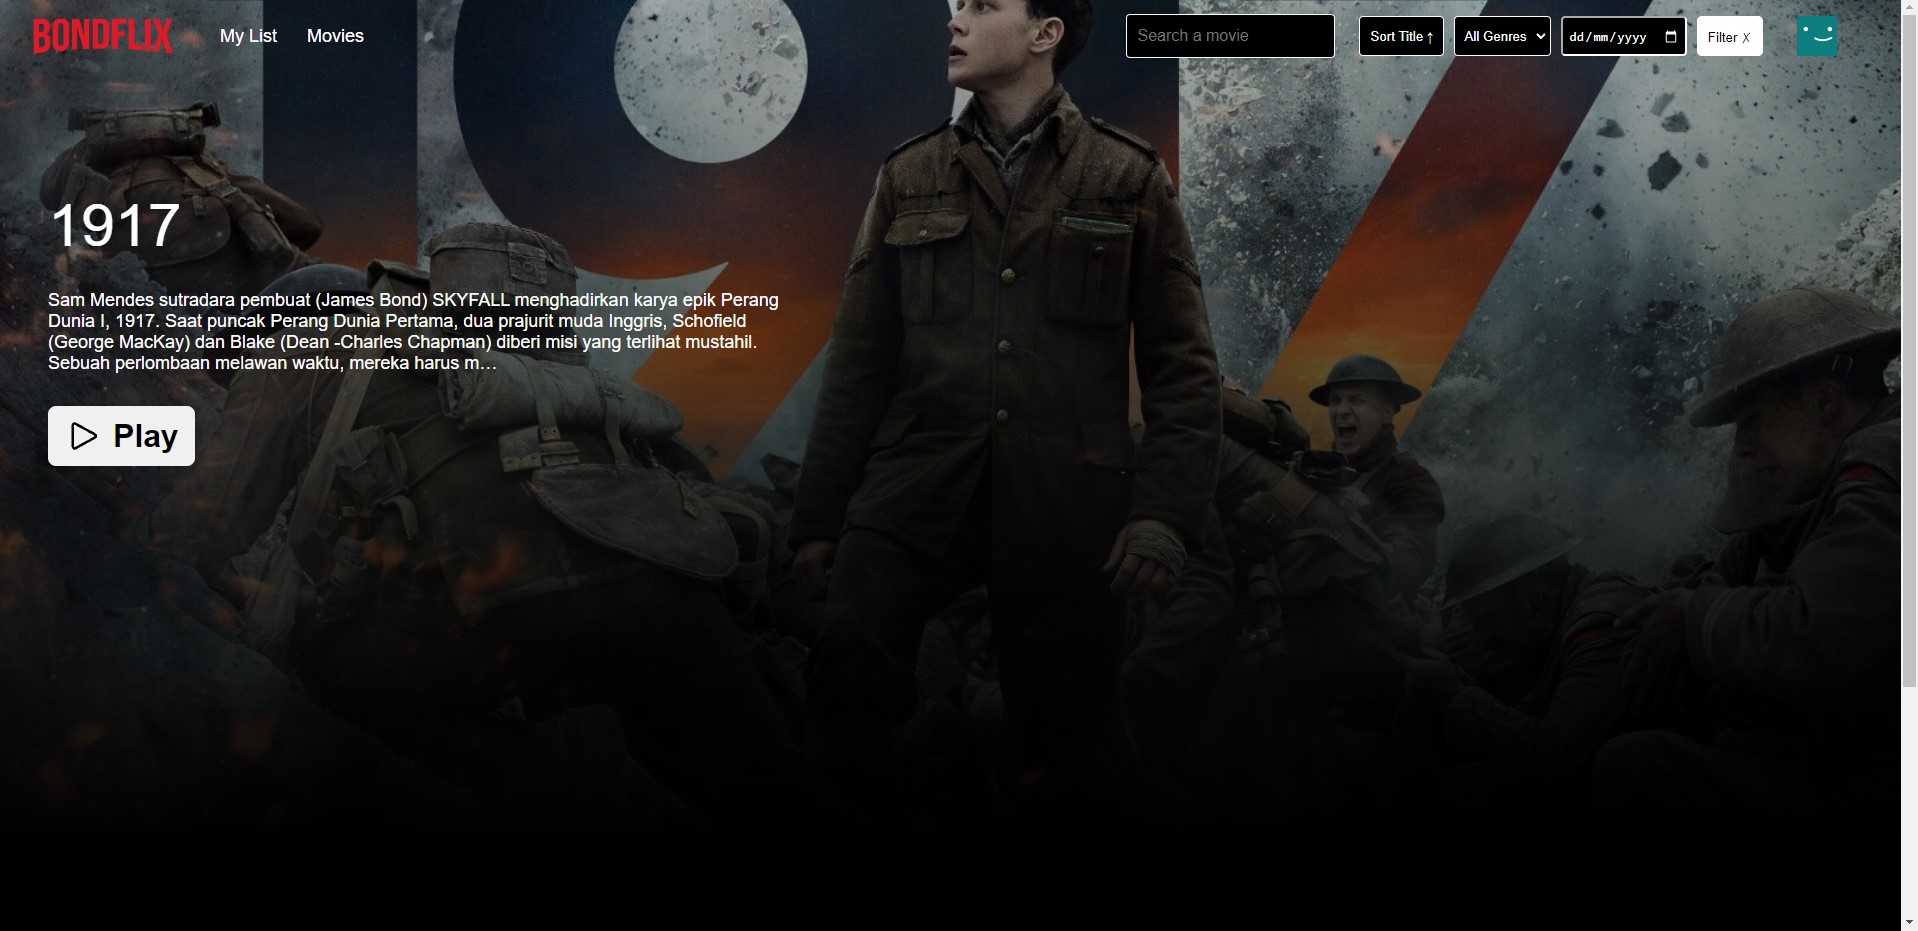 BONDFLIX
My List
Movies
Search a movie
Sort Title ↑
All Genres
dd/mm/yyyy
Filter X
1917
Sam Mendes sutradara pembuat (James Bond) SKYFALL menghadirkan karya epik Perang
Dunia I, 1917. Saat puncak Perang Dunia Pertama, dua prajurit muda Inggris, Schofield
(George MacKay) dan Blake (Dean -Charles Chapman) diberi misi yang terlihat mustahil.
Sebuah perlombaan melawan waktu, mereka harus m...
Play